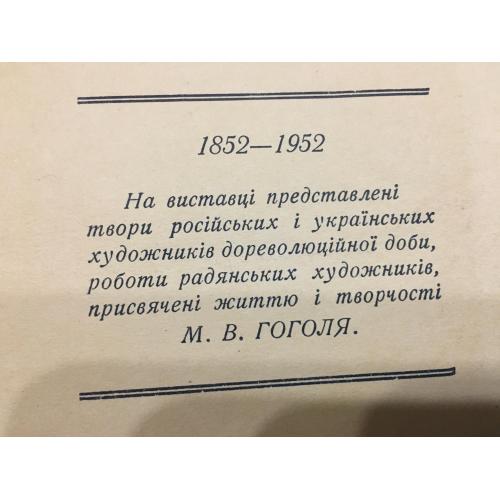 1852—1952
На виставці представлені
твори російських і українських
художників дореволюційної доби,
роботи радянських художників,
присвячені життю і творчості
М. В. ГОГОЛЯ.